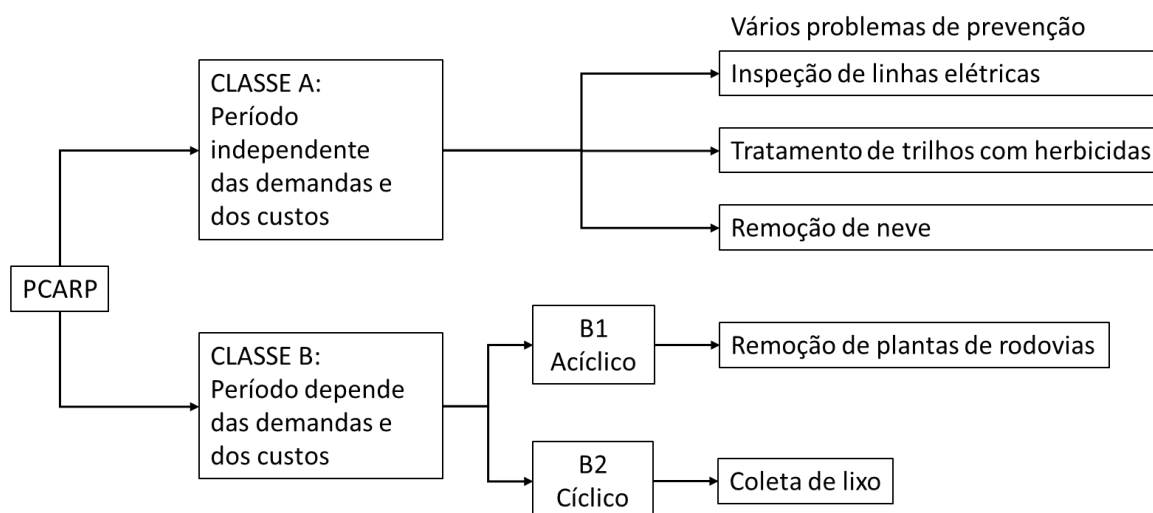 PCARP
CLASSE A:
Período
independente
das demandas e
dos custos
Vários problemas de prevenção
Inspeção de linhas elétricas
Tratamento de trilhos com herbicidas
Remoção de neve
CLASSE B:
Período depende
das demandas e
dos custos
B1
Acíclico
Remoção de plantas de rodovias
B2
Cíclico
Coleta de lixo